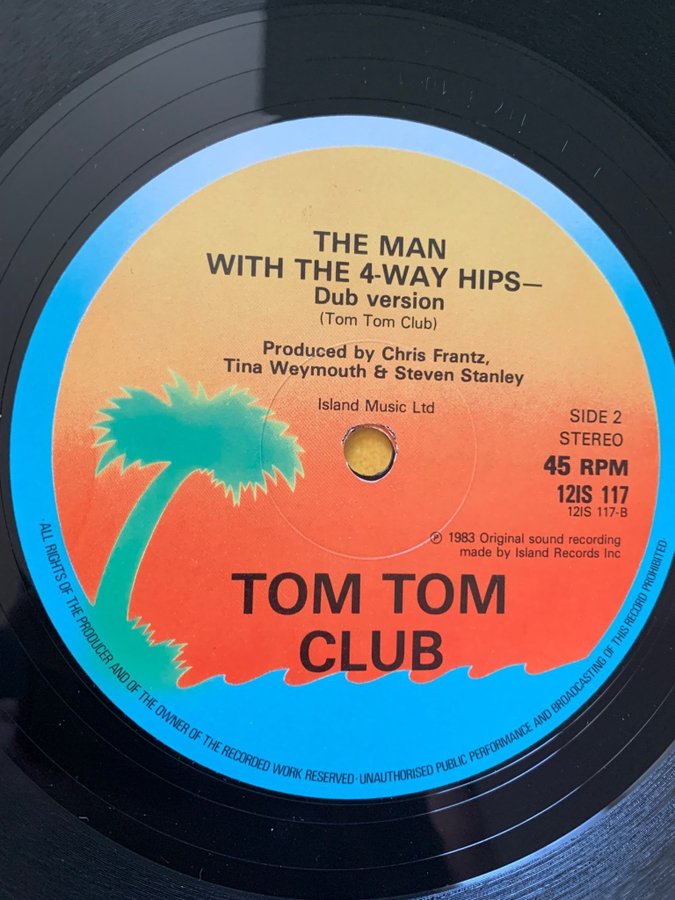 THE MAN
WITH THE 4-WAY HIPS—
Dub version
(Tom Tom Club)
Produced by Chris Frantz,
Tina Weymouth & Steven Stanley
Island Music Ltd
SIDE 2
STEREO
45 RPM
12IS 117
12IS 117-B
℗ 1983 Original sound recording
made by Island Records Inc
TOM TOM
CLUB
·ALL RIGHTS OF THE PRODUCER AND OF THE OWNER OF THE RECORDED WORK RESERVED·UNAUTHORISED PUBLIC PERFORMANCE AND BROADCASTING OF THIS RECORD PROHIBITED·